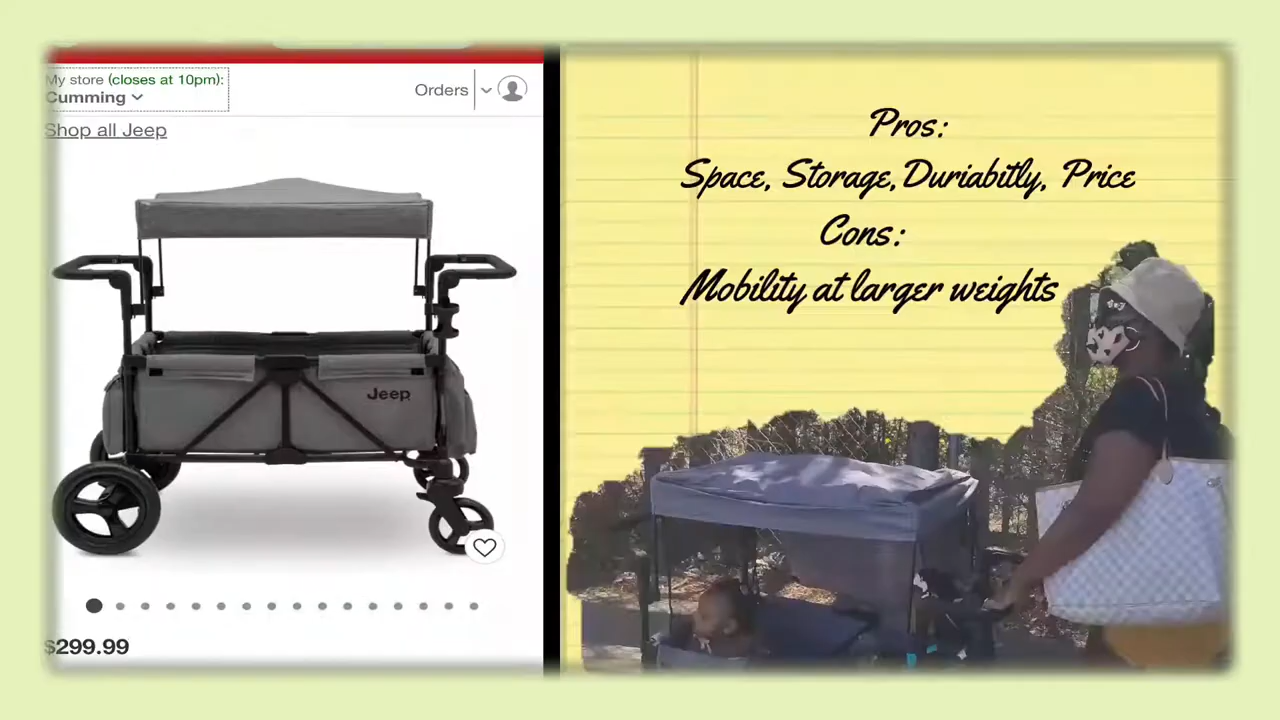 My store (closes at 10pm):
Cumming
Orders
Shop all Jeep
Jeep
$299.99
Pros:
Space, Storage, Duriabitly, Price
Cons:
Mobility at larger weights